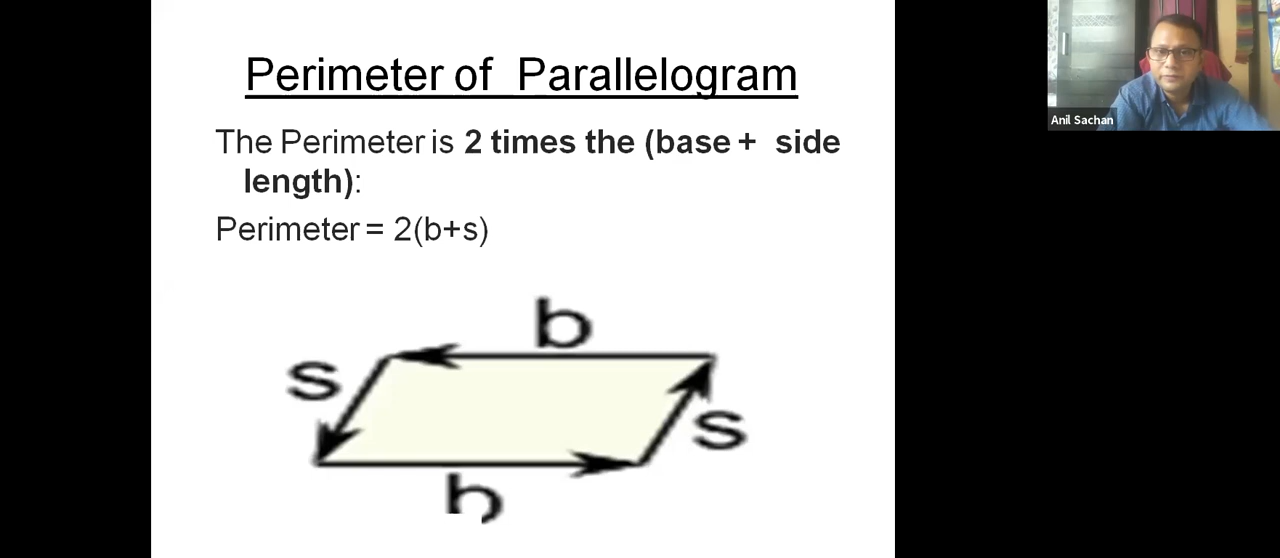 Perimeter of Parallelogram
The Perimeter is 2 times the (base + side
length):
Perimeter = 2(b+s)
b
s
s
b
Anil Sachan